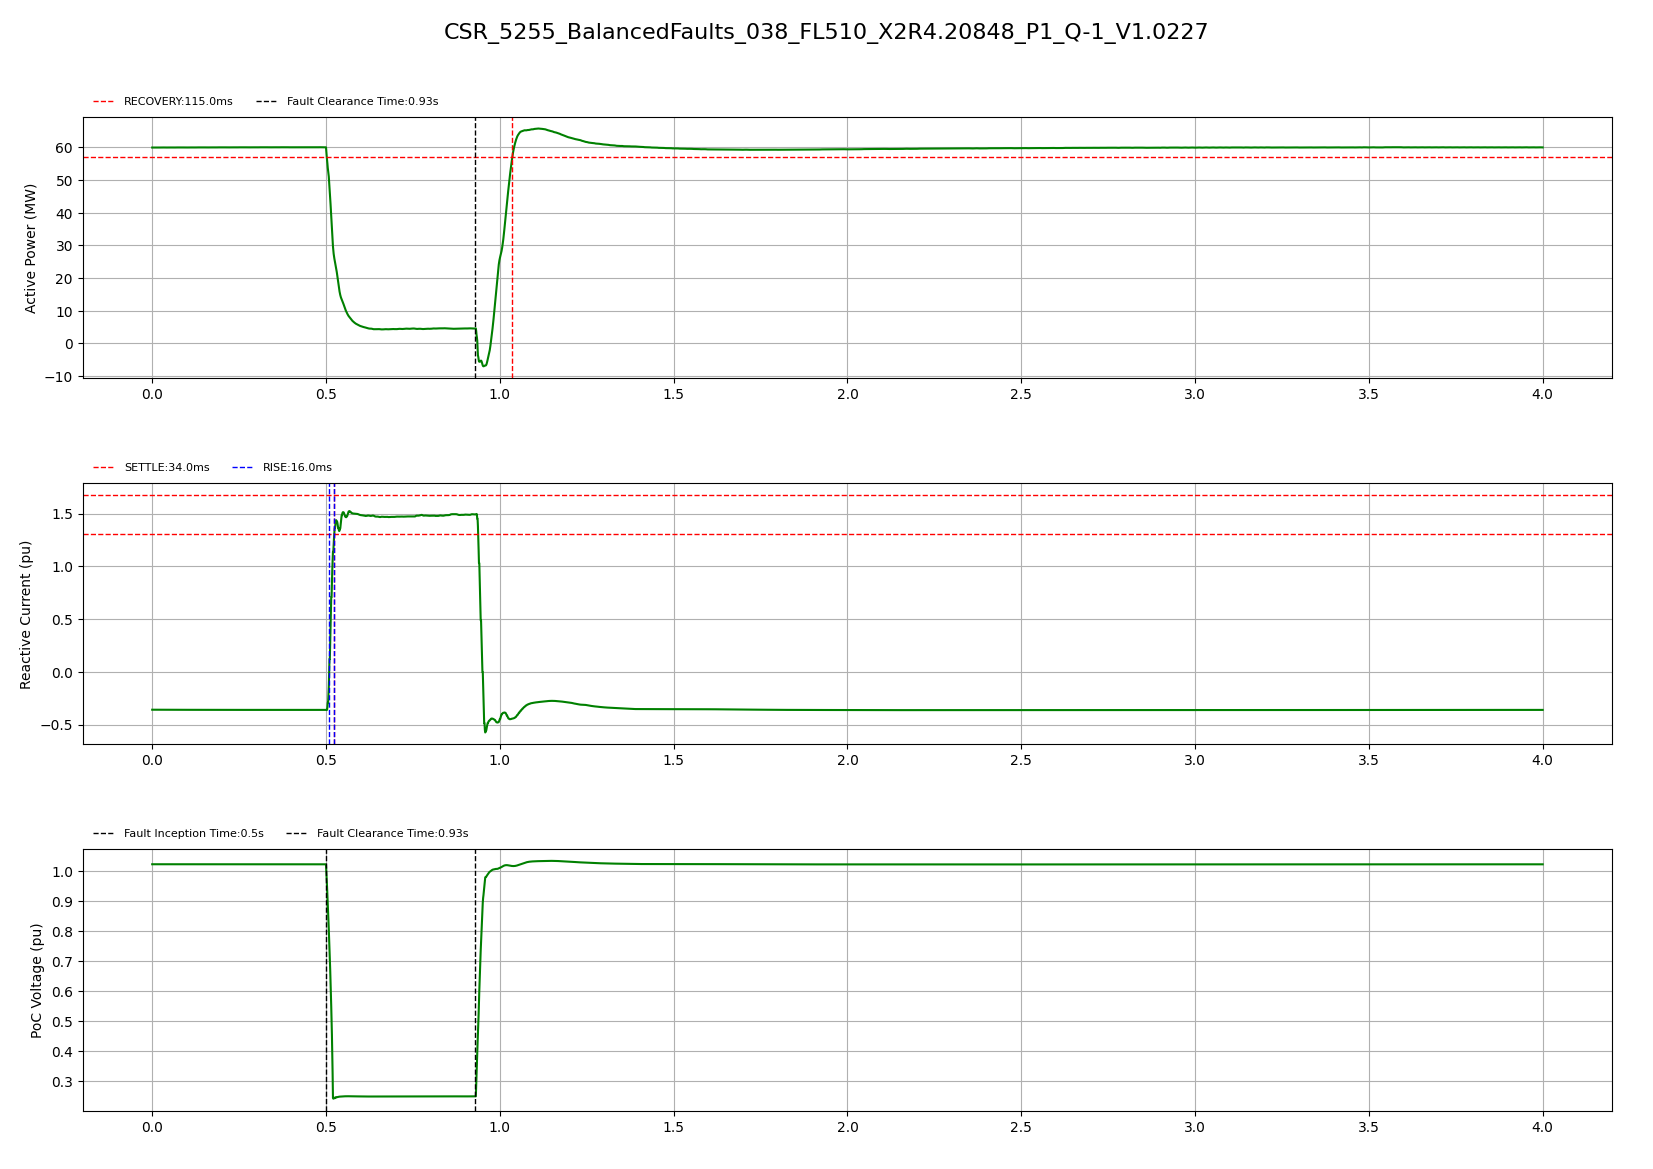 CSR_5255_BalancedFaults_038_FL510_X2R4.20848_P1_Q-1_V1.0227
RECOVERY:115.0ms Fault Clearance Time:0.93s
Active Power (MW)
60
50
40
30
20
10
0
−10
0.0 0.5 1.0 1.5 2.0 2.5 3.0 3.5 4.0
SETTLE:34.0ms RISE:16.0ms
Reactive Current (pu)
1.5
1.0
0.5
0.0
−0.5
0.0 0.5 1.0 1.5 2.0 2.5 3.0 3.5 4.0
Fault Inception Time:0.5s Fault Clearance Time:0.93s
PoC Voltage (pu)
1.0
0.9
0.8
0.7
0.6
0.5
0.4
0.3
0.0 0.5 1.0 1.5 2.0 2.5 3.0 3.5 4.0